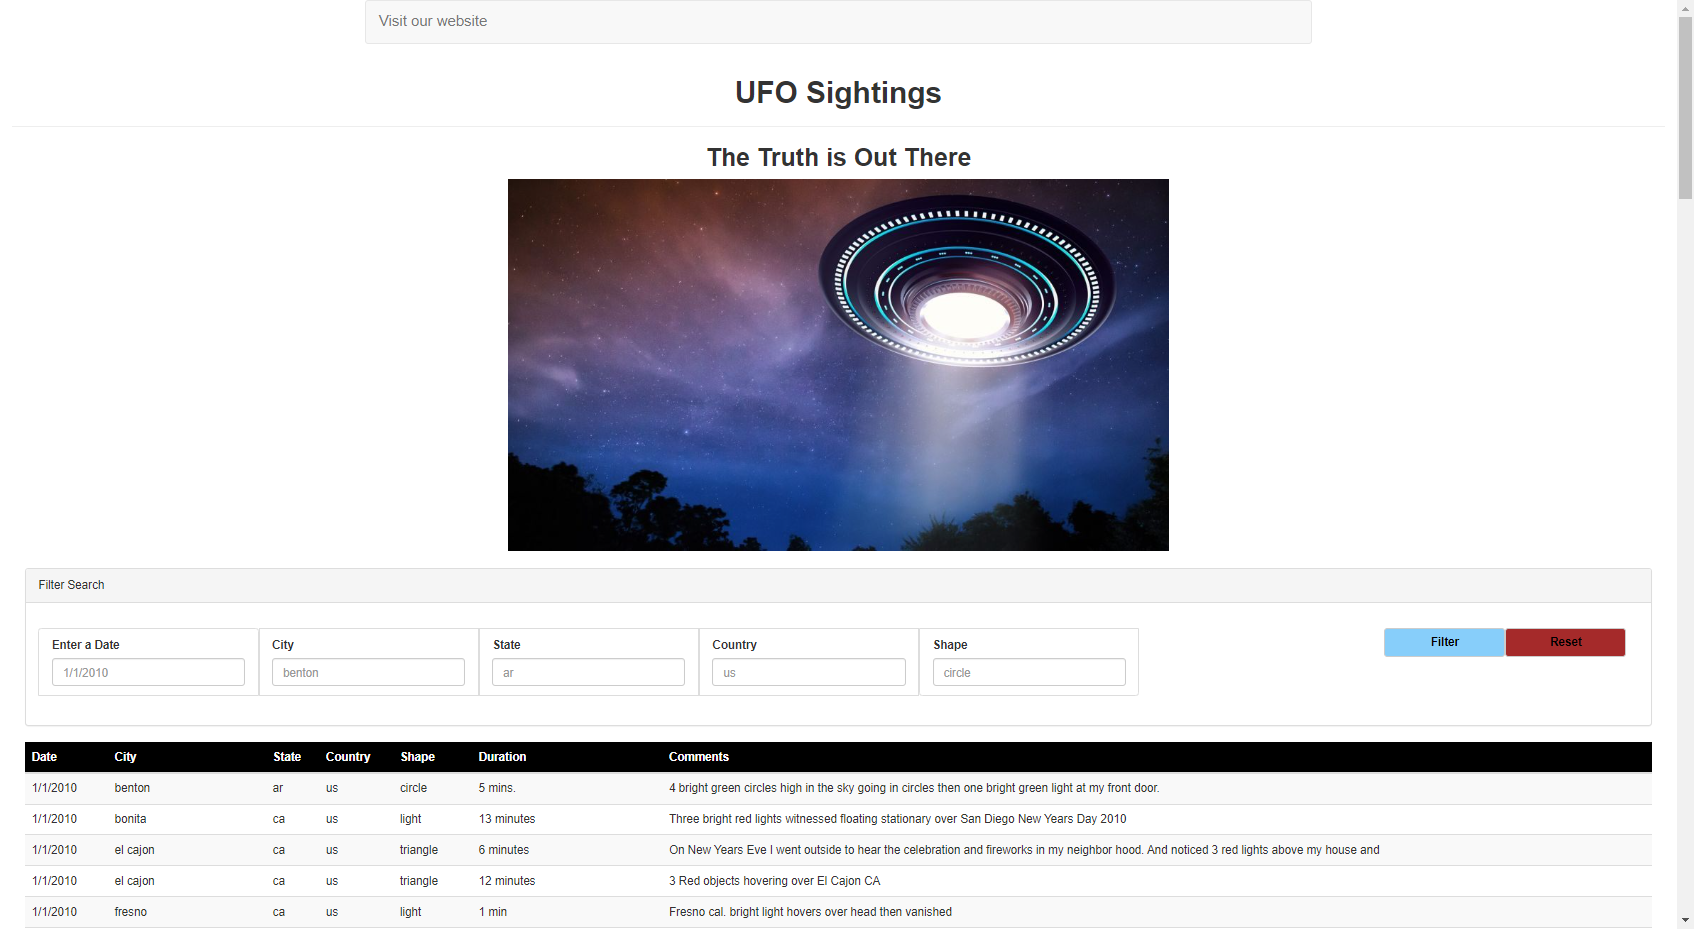 Visit our website
UFO Sightings
The Truth is Out There
Filter Search
Enter a Date City State Country Shape Filter Reset
1/1/2010 benton ar us circle
Date City State Country Shape Duration Comments
1/1/2010 benton ar us circle 5 mins. 4 bright green circles high in the sky going in circles then one bright green light at my front door.
1/1/2010 bonita ca us light 13 minutes Three bright red lights witnessed floating stationary over San Diego New Years Day 2010
1/1/2010 el cajon ca us triangle 6 minutes On New Years Eve I went outside to hear the celebration and fireworks in my neighbor hood. And noticed 3 red lights above my house and
1/1/2010 el cajon ca us triangle 12 minutes 3 Red objects hovering over El Cajon CA
1/1/2010 fresno ca us light 1 min Fresno cal. bright light hovers over head then vanished